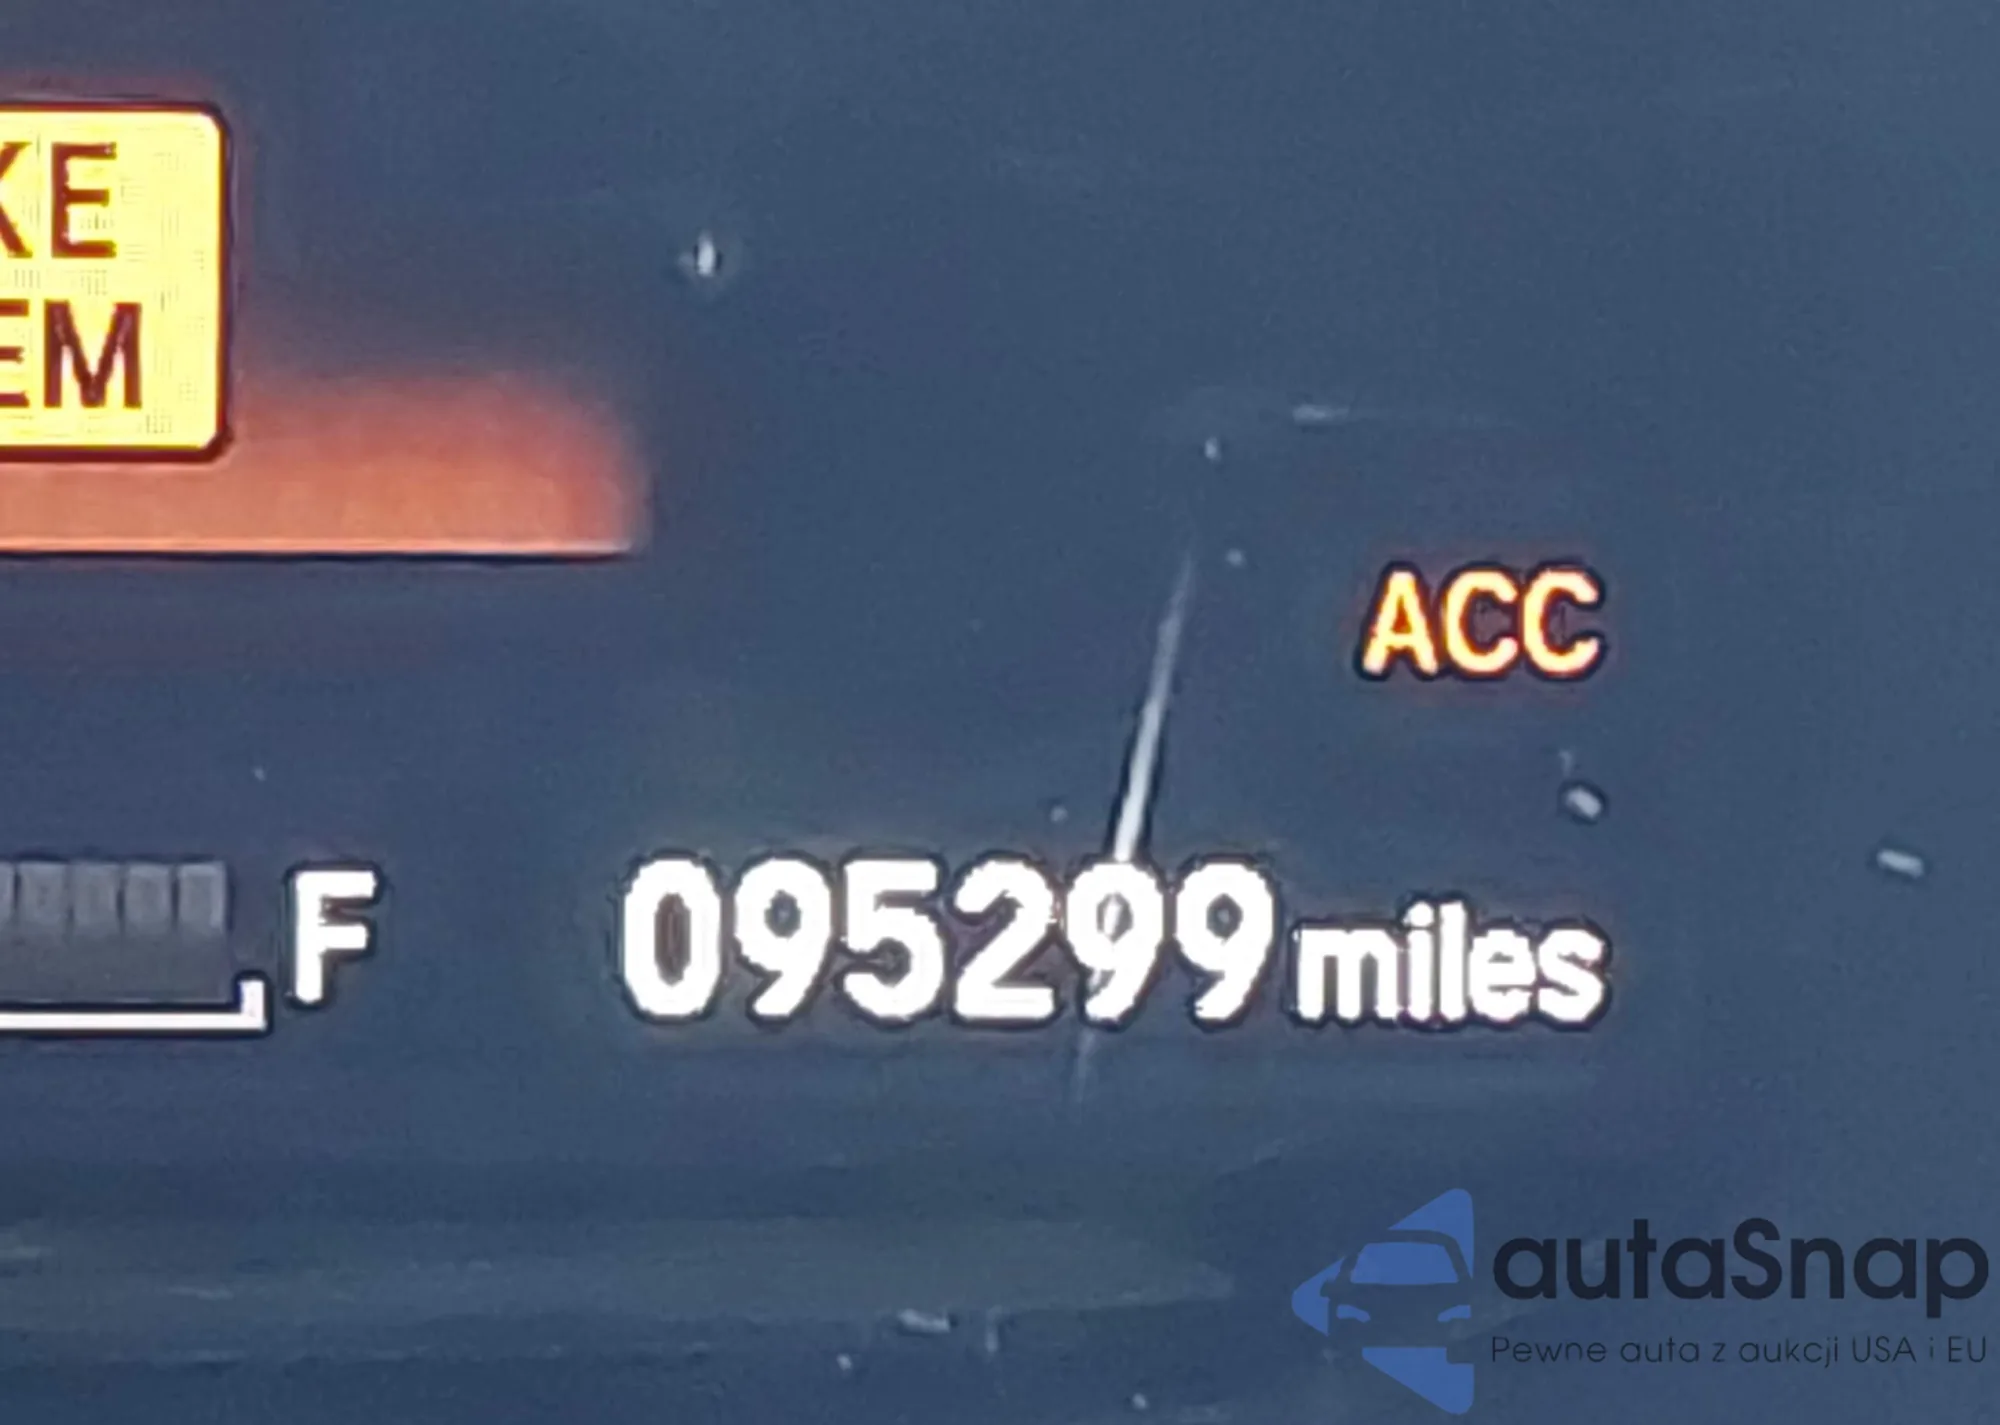 KE
EM
ACC
F
095299 miles
autaSnap
Pewne auta z aukcji USA i EU